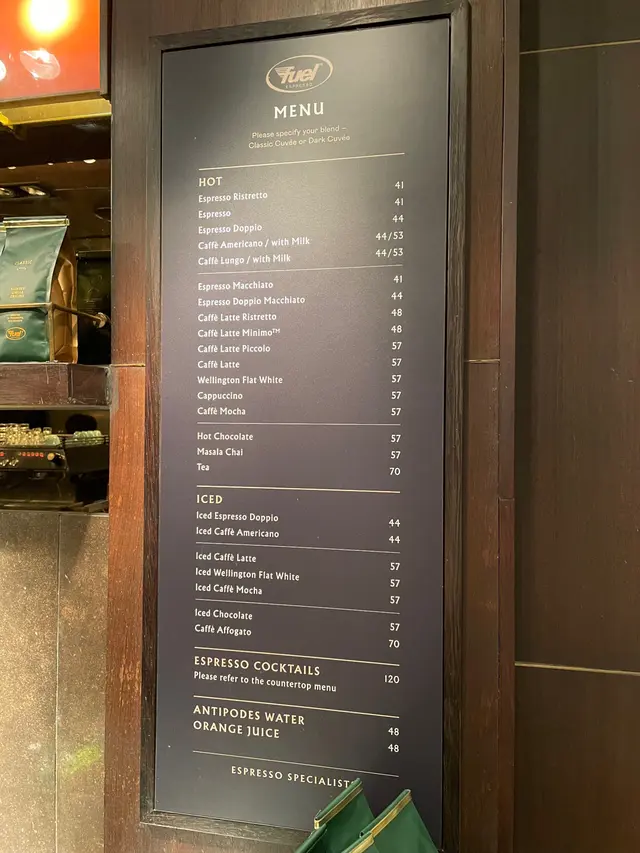 Fuel
ESPRESSO
MENU
Please specify your blend –
Classic Cuvée or Dark Cuvée
HOT
Espresso Ristretto 41
Espresso 41
Espresso Doppio 44
Caffè Americano / with Milk 44/53
Caffè Lungo / with Milk 44/53
Espresso Macchiato 41
Espresso Doppio Macchiato 44
Caffè Latte Ristretto 48
Caffè Latte Minimo™ 48
Caffè Latte Piccolo 57
Caffè Latte 57
Wellington Flat White 57
Cappuccino 57
Caffè Mocha 57
Hot Chocolate 57
Masala Chai 57
Tea 70
ICED
Iced Espresso Doppio 44
Iced Caffè Americano 44
Iced Caffè Latte 57
Iced Wellington Flat White 57
Iced Caffè Mocha 57
Iced Chocolate 57
Caffè Affogato 70
ESPRESSO COCKTAILS 120
Please refer to the countertop menu
ANTIPODES WATER 48
ORANGE JUICE 48
ESPRESSO SPECIALIST
CLASSIC
Fuel